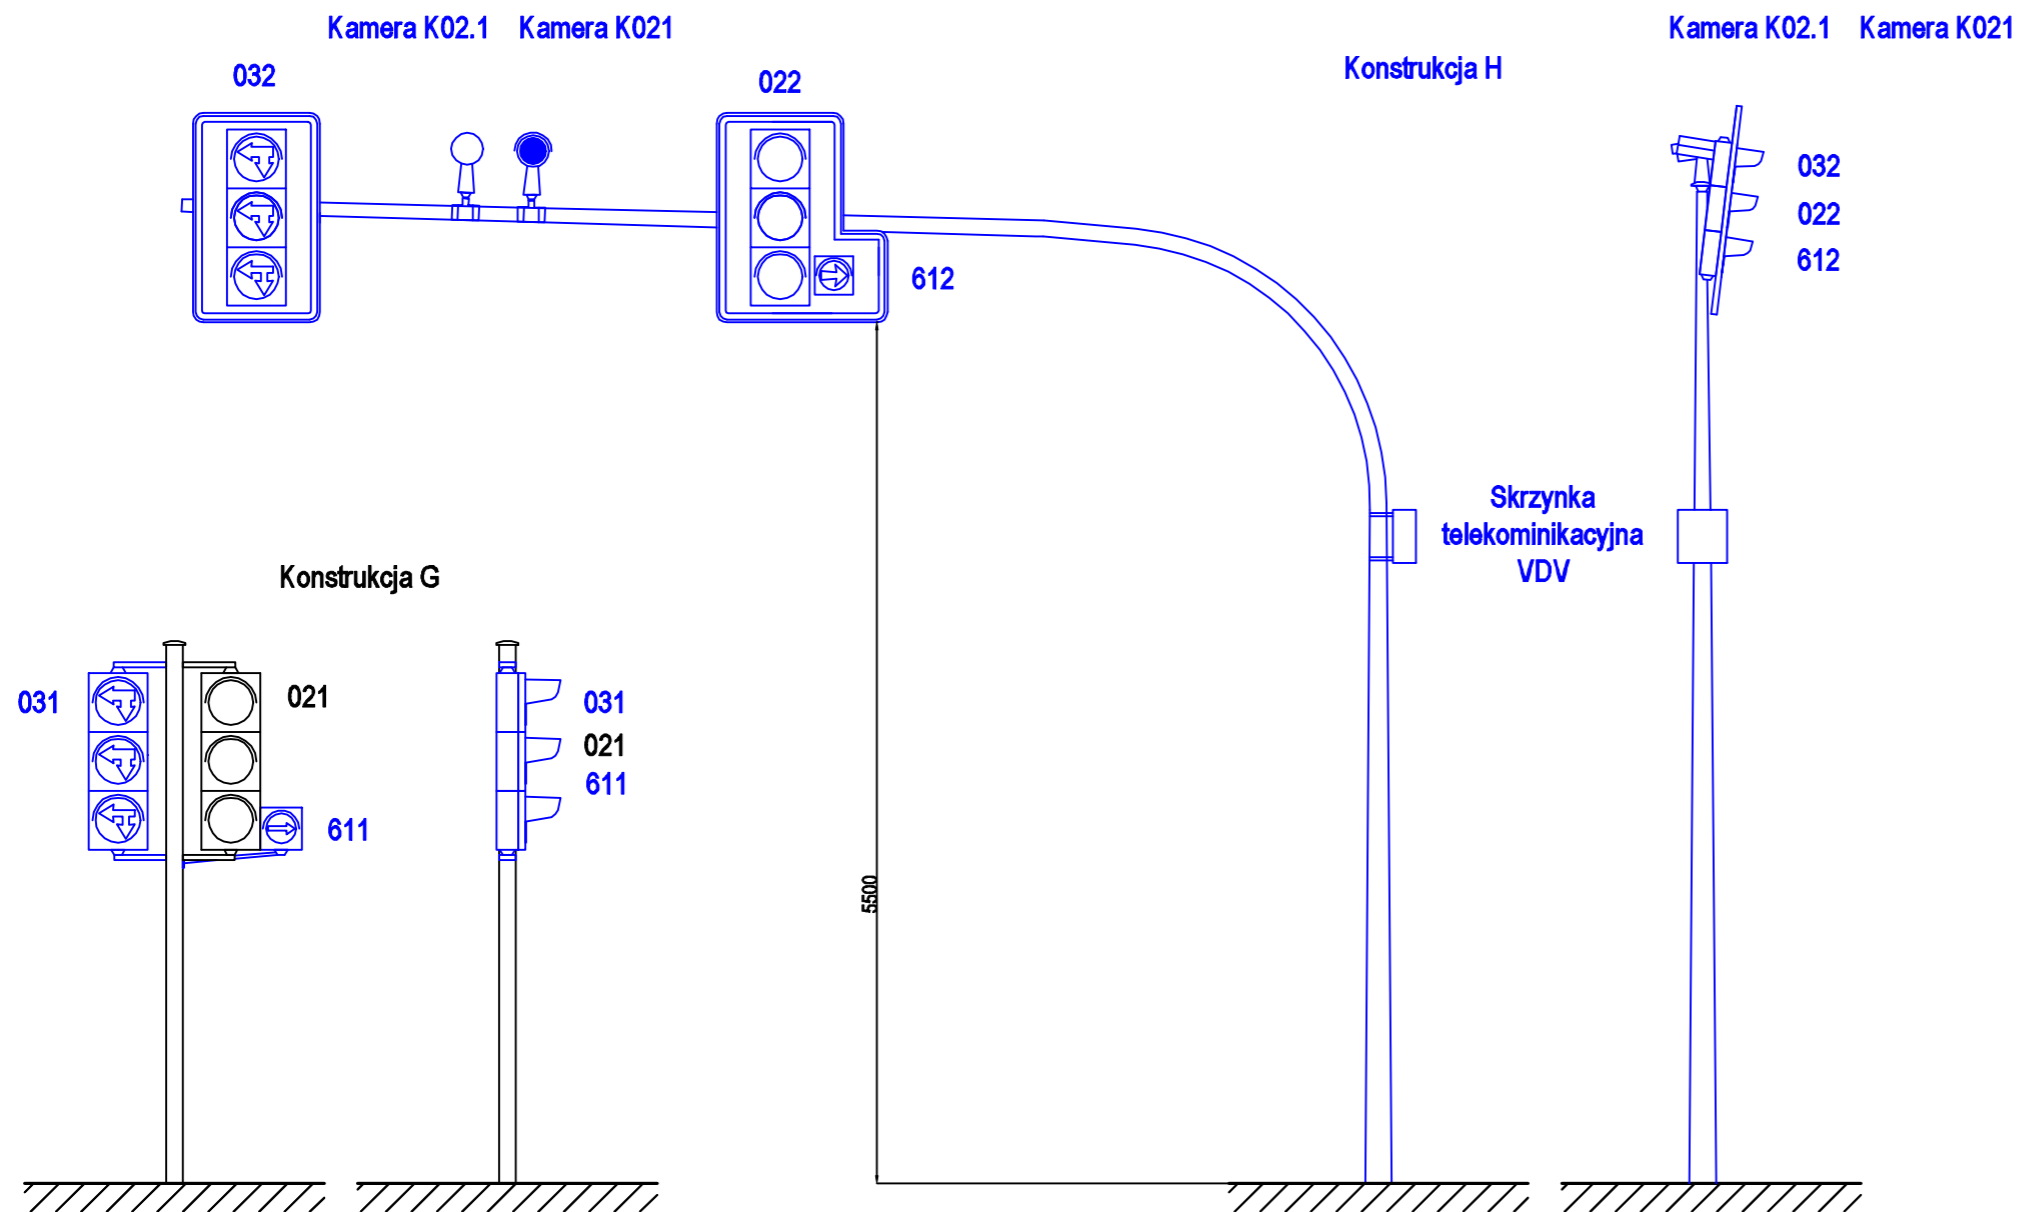 Kamera K02.1 Kamera K021
Kamera K02.1 Kamera K021
032
022
Konstrukcja H
032
022
612
612
Skrzynka
telekominikacyjna
VDV
Konstrukcja G
031
021
031
021
611
611
5500